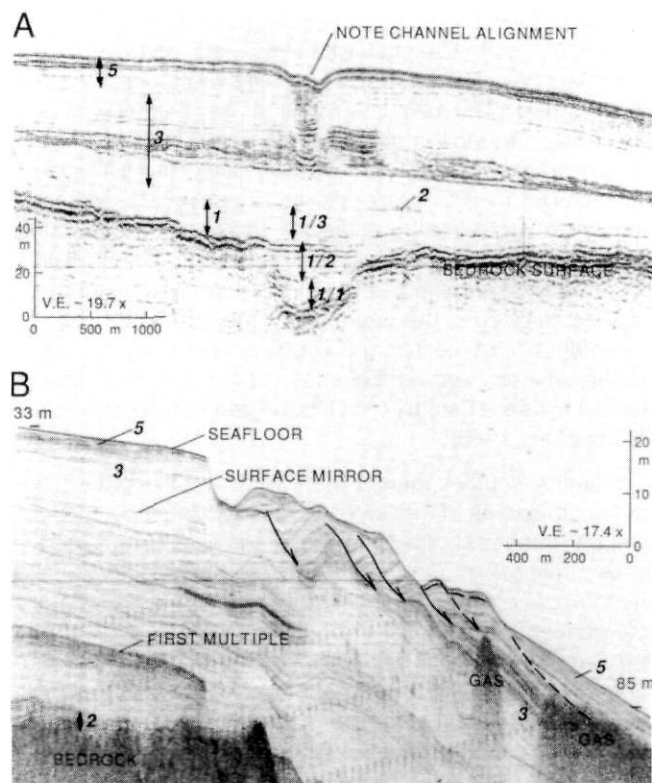 A
NOTE CHANNEL ALIGNMENT
5
3
2
1
1/3
1/2
1/1
40
m
20
0
BEDROCK SURFACE
V.E. ~ 19.7 x
0 500 m 1000
B
33 m
5
SEAFLOOR
3
SURFACE MIRROR
20
m
10
0
V.E. ~ 17.4 x
400 m 200 0
FIRST MULTIPLE
GAS
5
85 m
3
GAS
2
BEDROCK